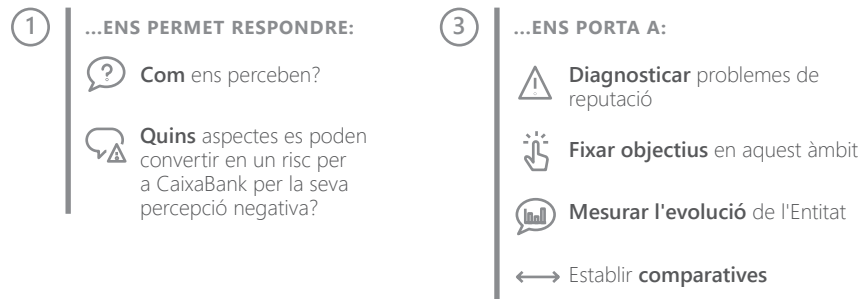 1
...ENS PERMET RESPONDRE:
?
Com ens perceben?
Quins aspectes es poden
convertir en un risc per
a CaixaBank per la seva
percepció negativa?
3
...ENS PORTA A:
Diagnosticar problemes de
reputació
Fixar objectius en aquest àmbit
Mesurar l'evolució de l'Entitat
Establir comparatives